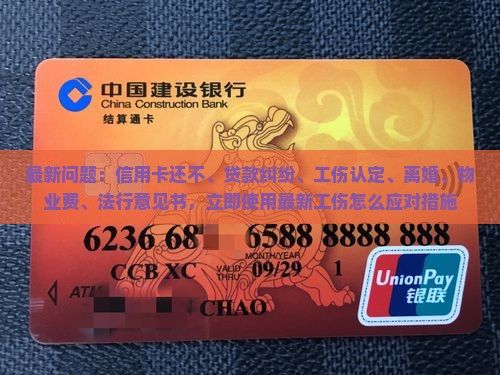 中国建设银行
China Construction Bank
结算通卡
最新问题：信用卡还不、贷款纠纷、工伤认定、离婚、物
业费、法行意见书，立即使用最新工伤怎么应对措施
6236 68 6588 8888 888
MONTH/YEAR
CCB XC VALID THRU 09/29 1
ATM
CHAO
UnionPay
银联